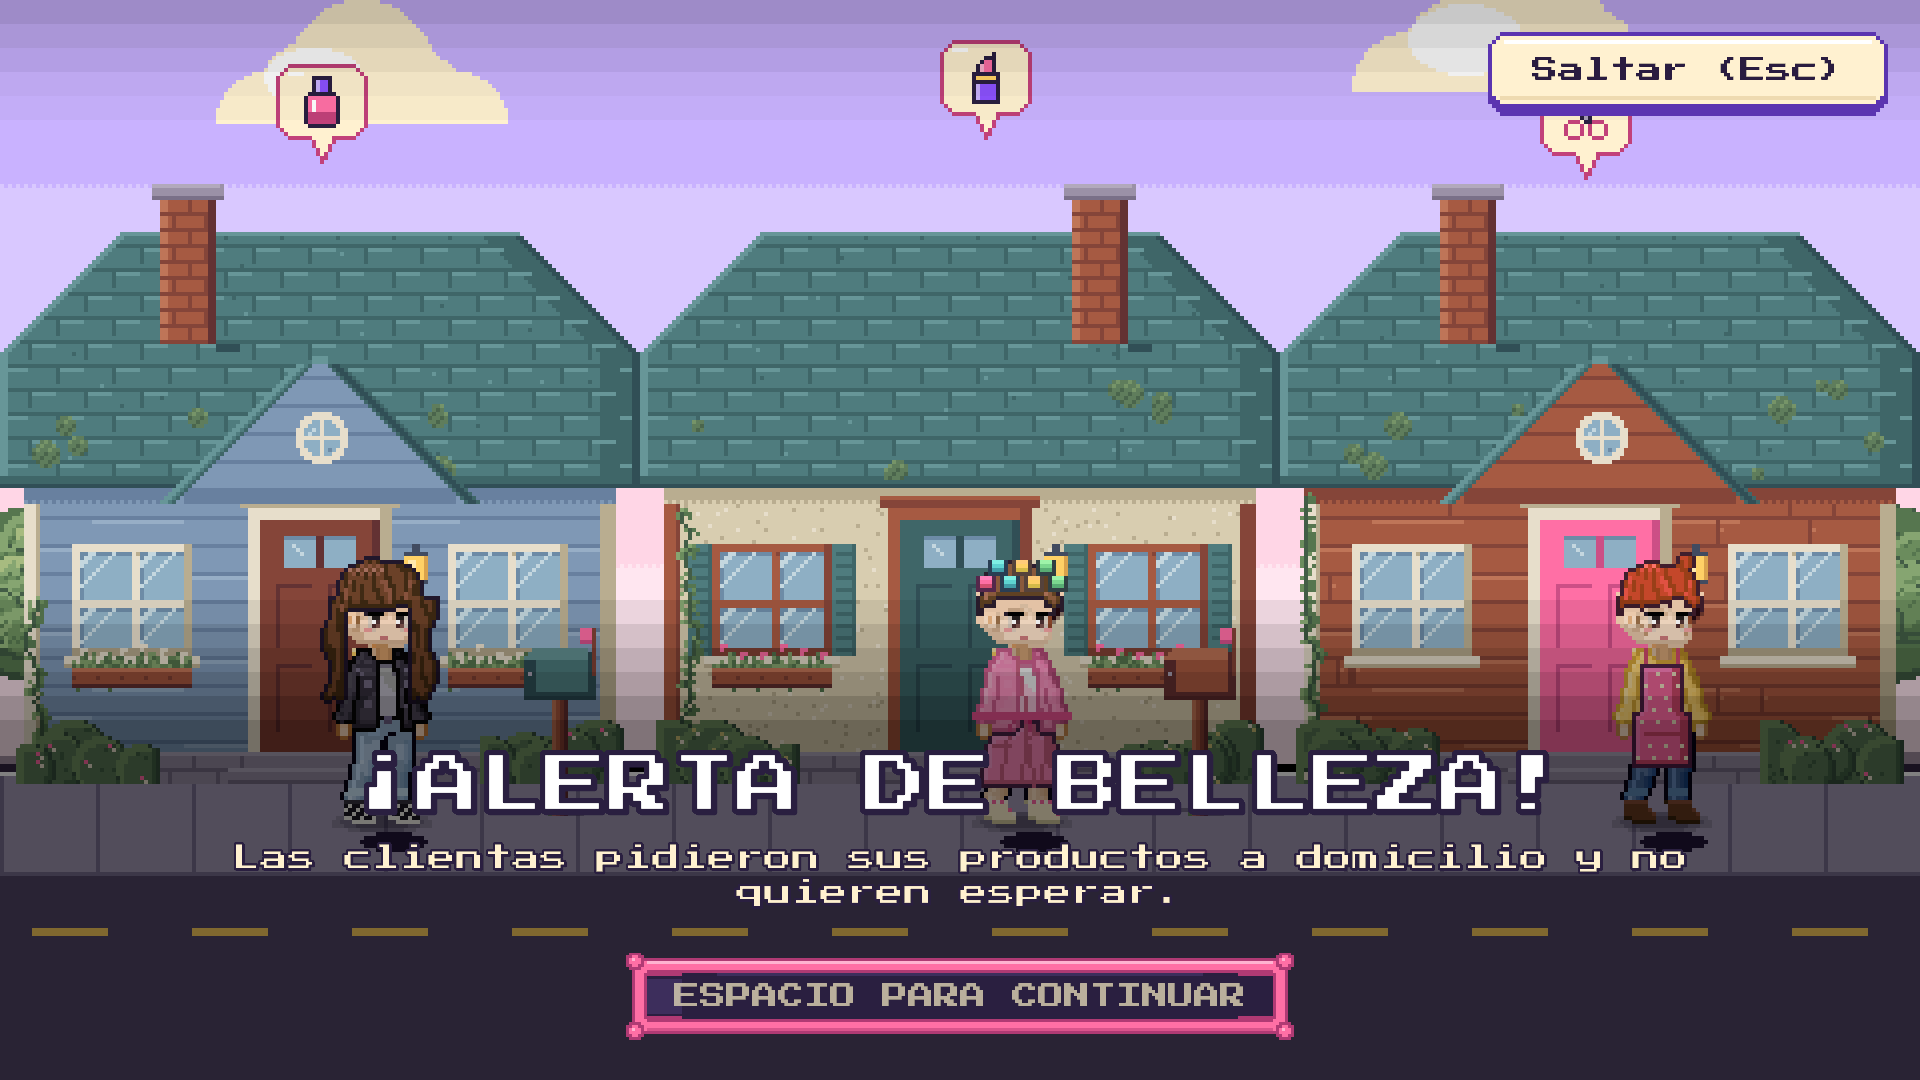 Saltar (Esc)
¡ALERTA DE BELLEZA!
Las clientas pidieron sus productos a domicilio y no
quieren esperar.
ESPACIO PARA CONTINUAR